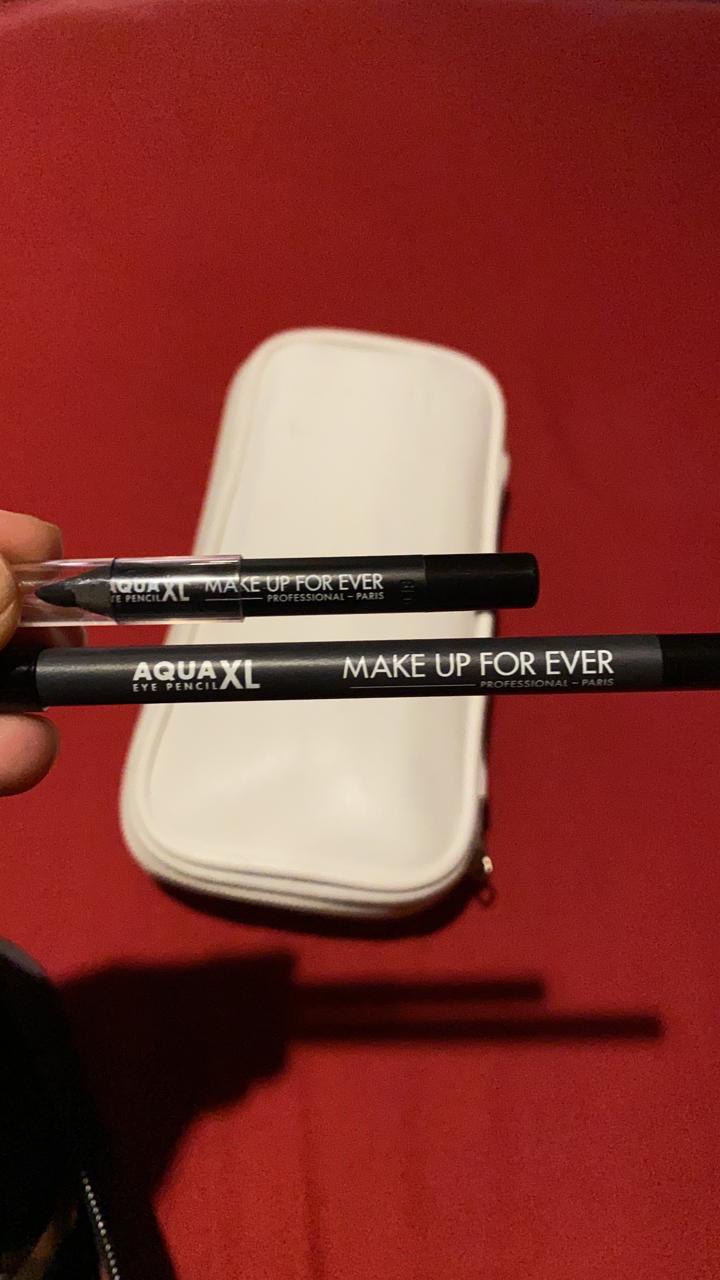 AQUA XL MAKE UP FOR EVER
EYE PENCIL PROFESSIONAL – PARIS
AQUA XL MAKE UP FOR EVER
EYE PENCIL PROFESSIONAL – PARIS